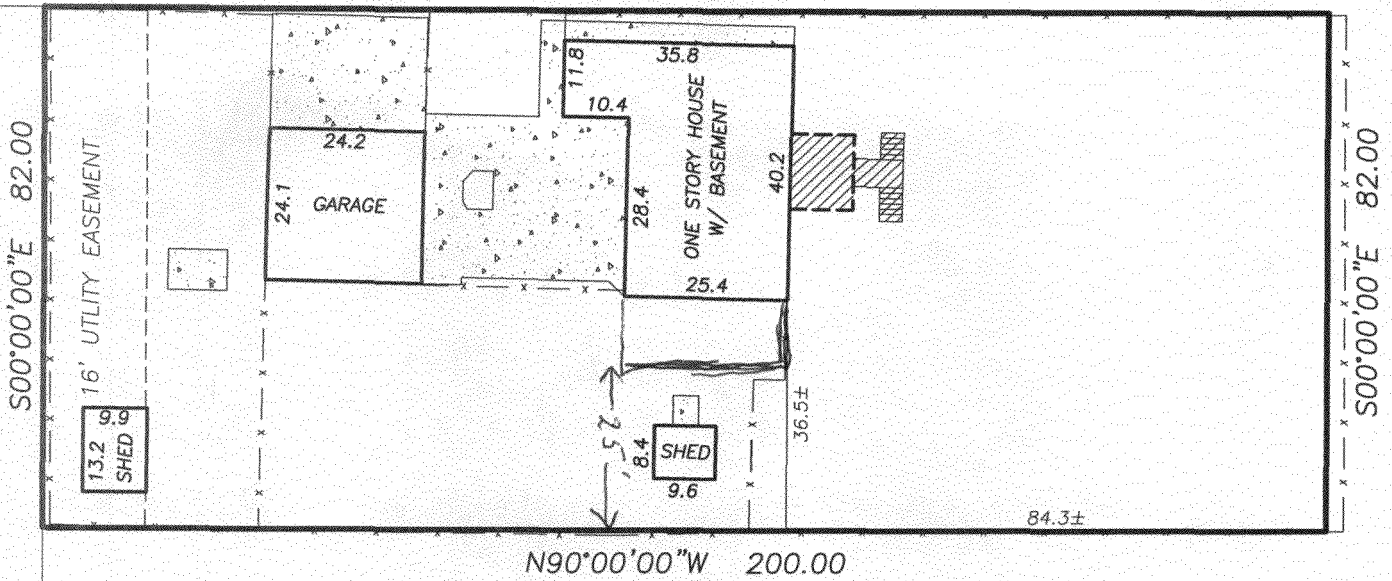 S00°00'00"E 82.00
16' UTLITY EASEMENT
9.9
13.2
SHED
24.2
24.1
GARAGE
11.8
35.8
10.4
ONE STORY HOUSE
W/ BASEMENT
28.4
40.2
25.4
25'
8.4
SHED
9.6
36.5±
84.3±
S00°00'00"E 82.00
N90°00'00"W 200.00